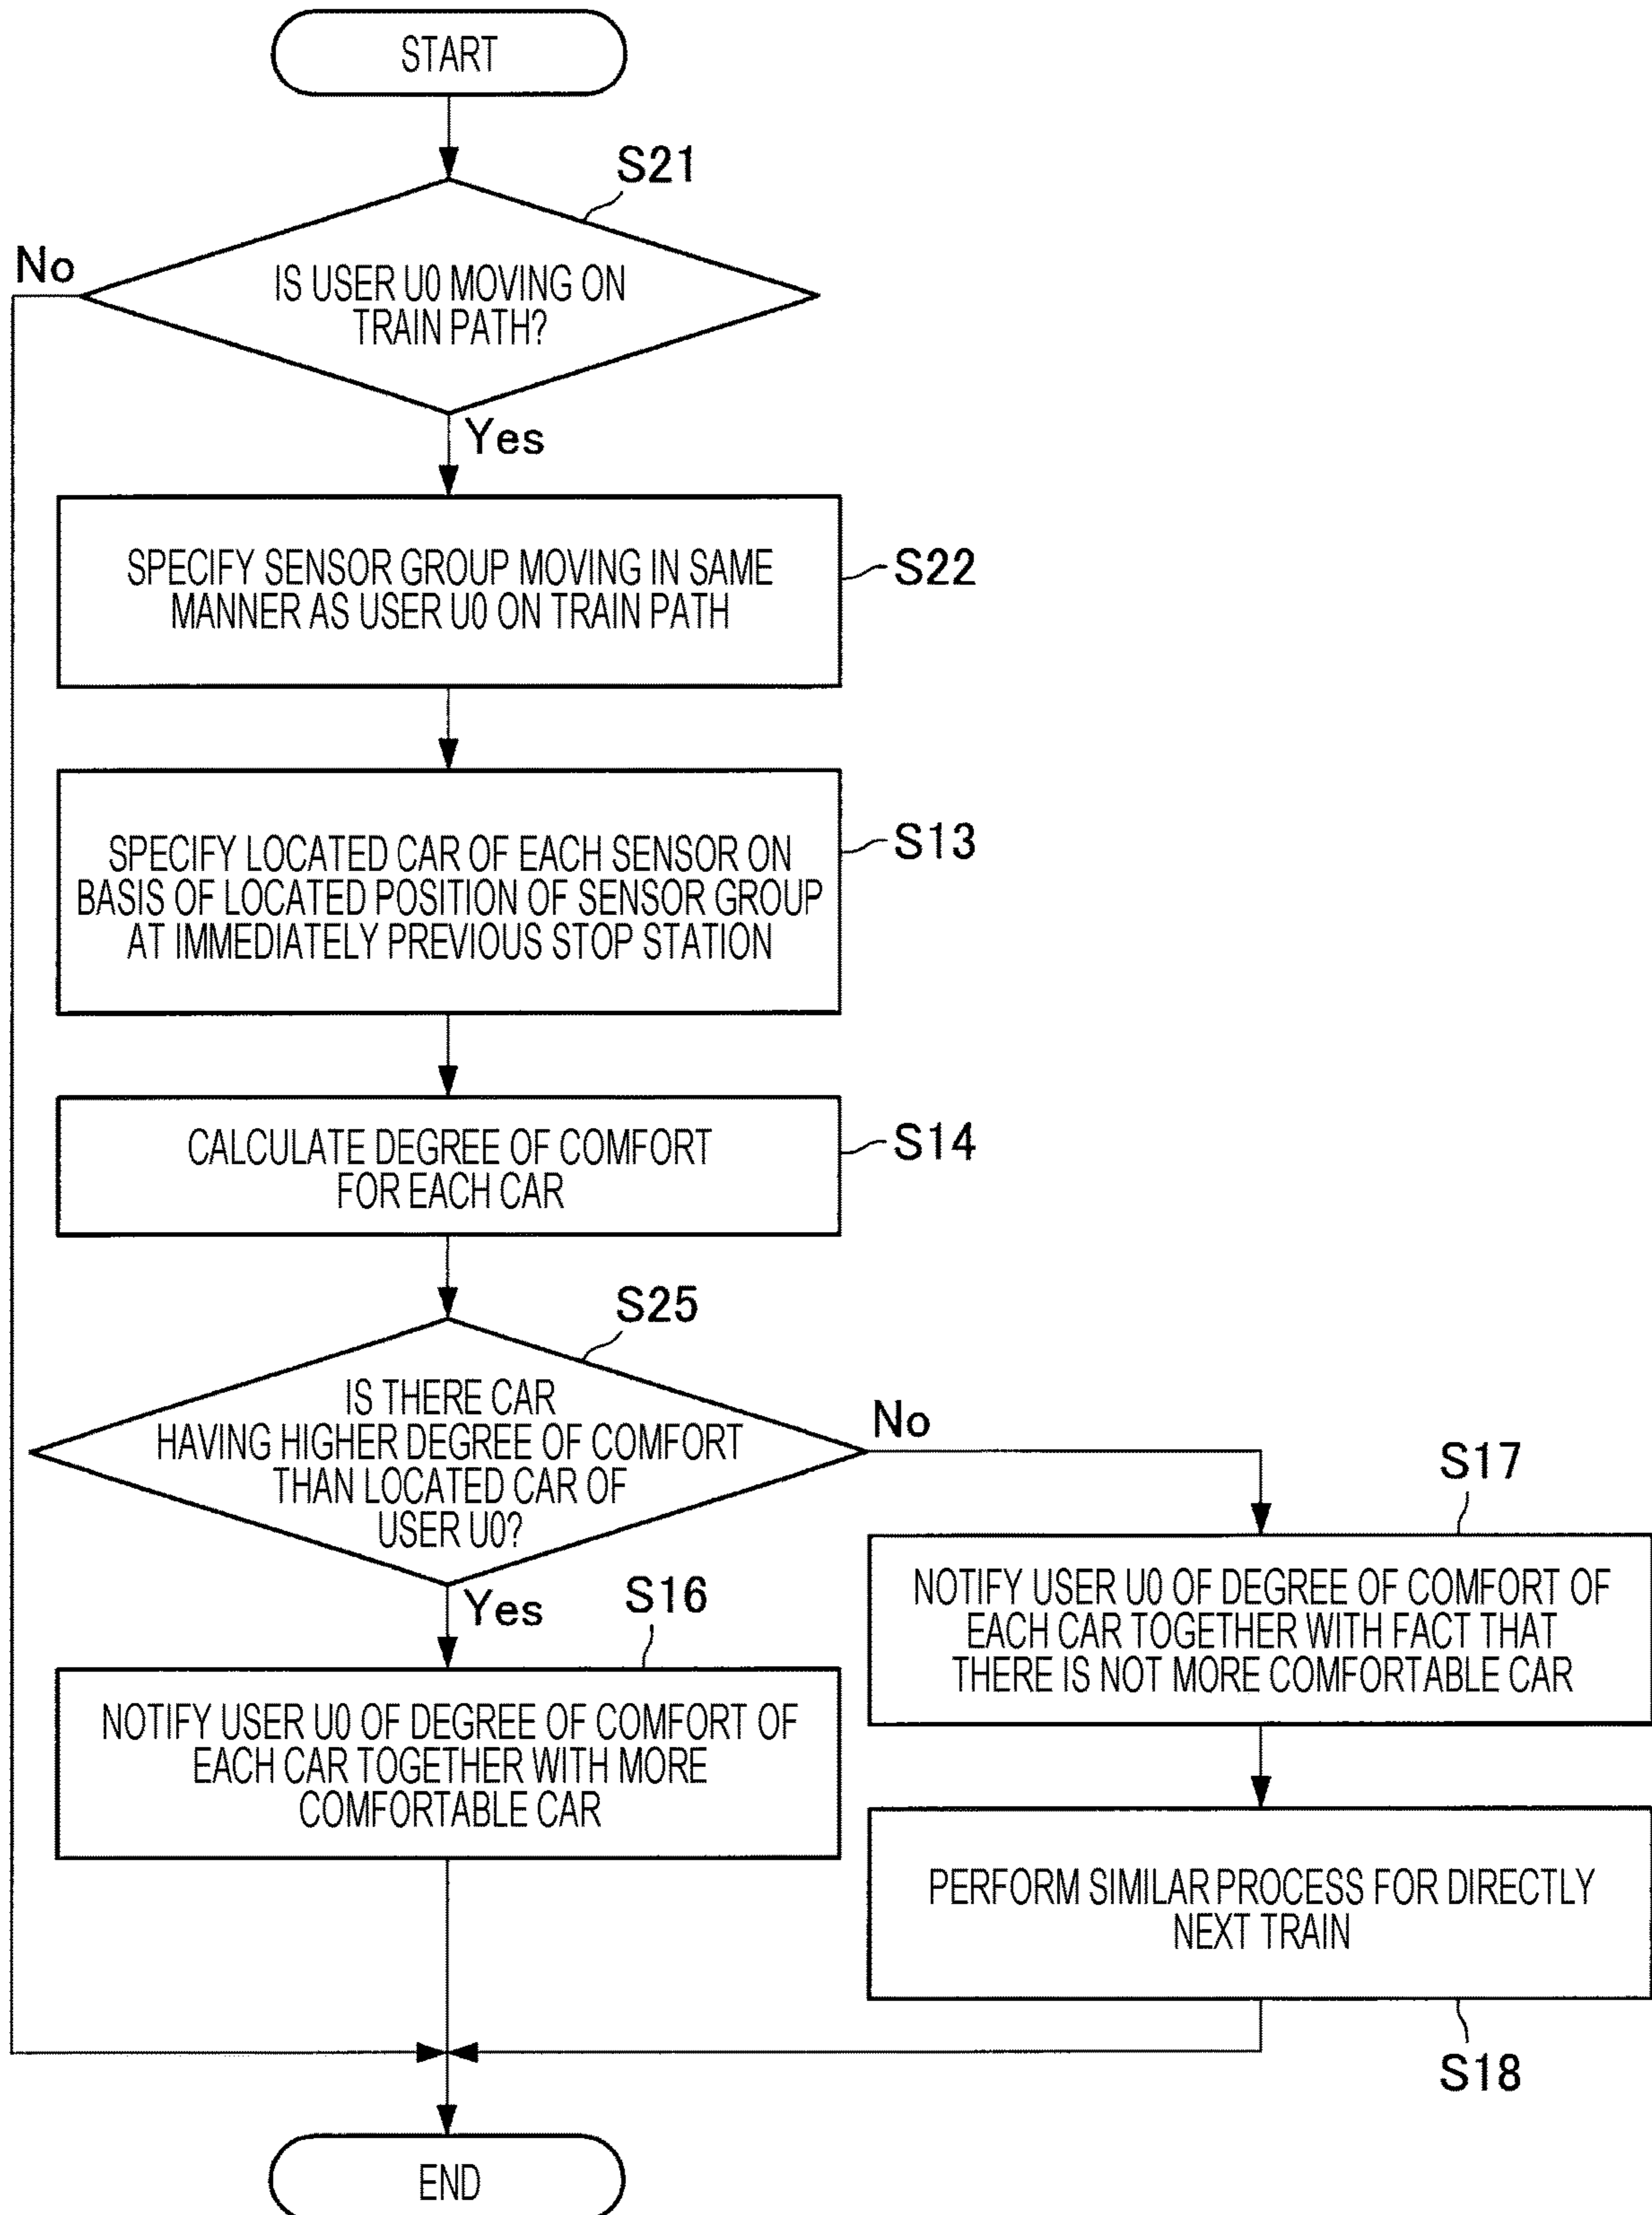 START
S21
No
IS USER U0 MOVING ON
TRAIN PATH?
Yes
SPECIFY SENSOR GROUP MOVING IN SAME
MANNER AS USER U0 ON TRAIN PATH
S22
SPECIFY LOCATED CAR OF EACH SENSOR ON
BASIS OF LOCATED POSITION OF SENSOR GROUP
AT IMMEDIATELY PREVIOUS STOP STATION
S13
CALCULATE DEGREE OF COMFORT
FOR EACH CAR
S14
S25
IS THERE CAR
HAVING HIGHER DEGREE OF COMFORT
THAN LOCATED CAR OF
USER U0?
No
Yes
S16
NOTIFY USER U0 OF DEGREE OF COMFORT OF
EACH CAR TOGETHER WITH MORE
COMFORTABLE CAR
S17
NOTIFY USER U0 OF DEGREE OF COMFORT OF
EACH CAR TOGETHER WITH FACT THAT
THERE IS NOT MORE COMFORTABLE CAR
PERFORM SIMILAR PROCESS FOR DIRECTLY
NEXT TRAIN
S18
END